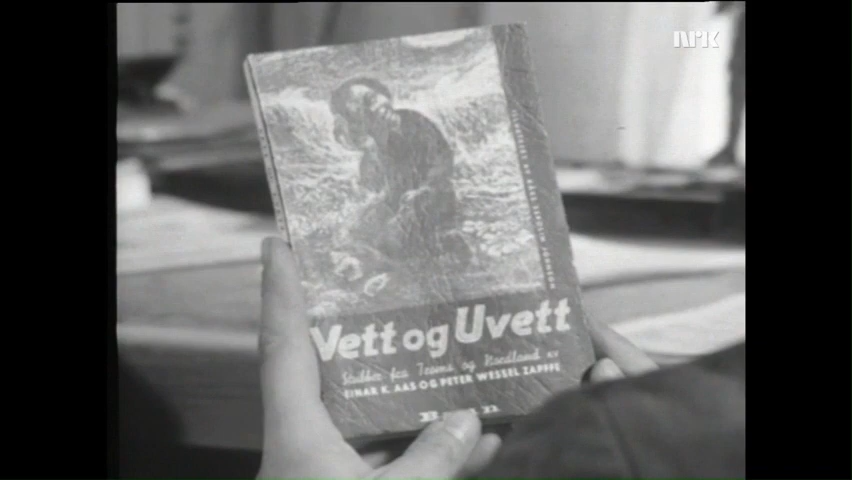 NRK
Vett og Uvett
Stubber fra Troms og Nordland av
EINAR K. AAS OG PETER WESSEL ZAPFFE